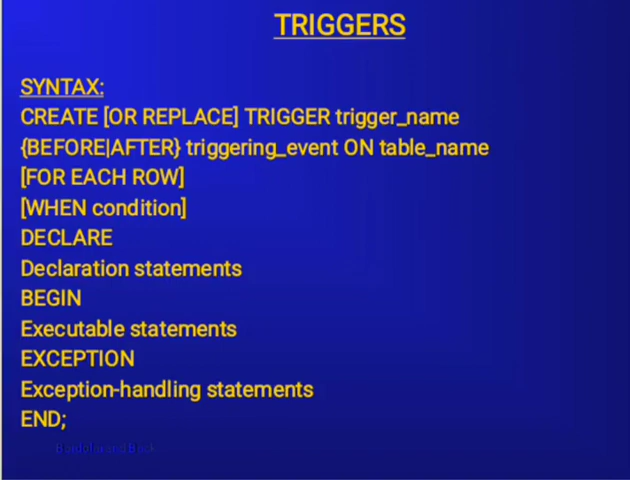 TRIGGERS
SYNTAX:
CREATE [OR REPLACE] TRIGGER trigger_name
{BEFORE|AFTER} triggering_event ON table_name
[FOR EACH ROW]
[WHEN condition]
DECLARE
Declaration statements
BEGIN
Executable statements
EXCEPTION
Exception-handling statements
END;